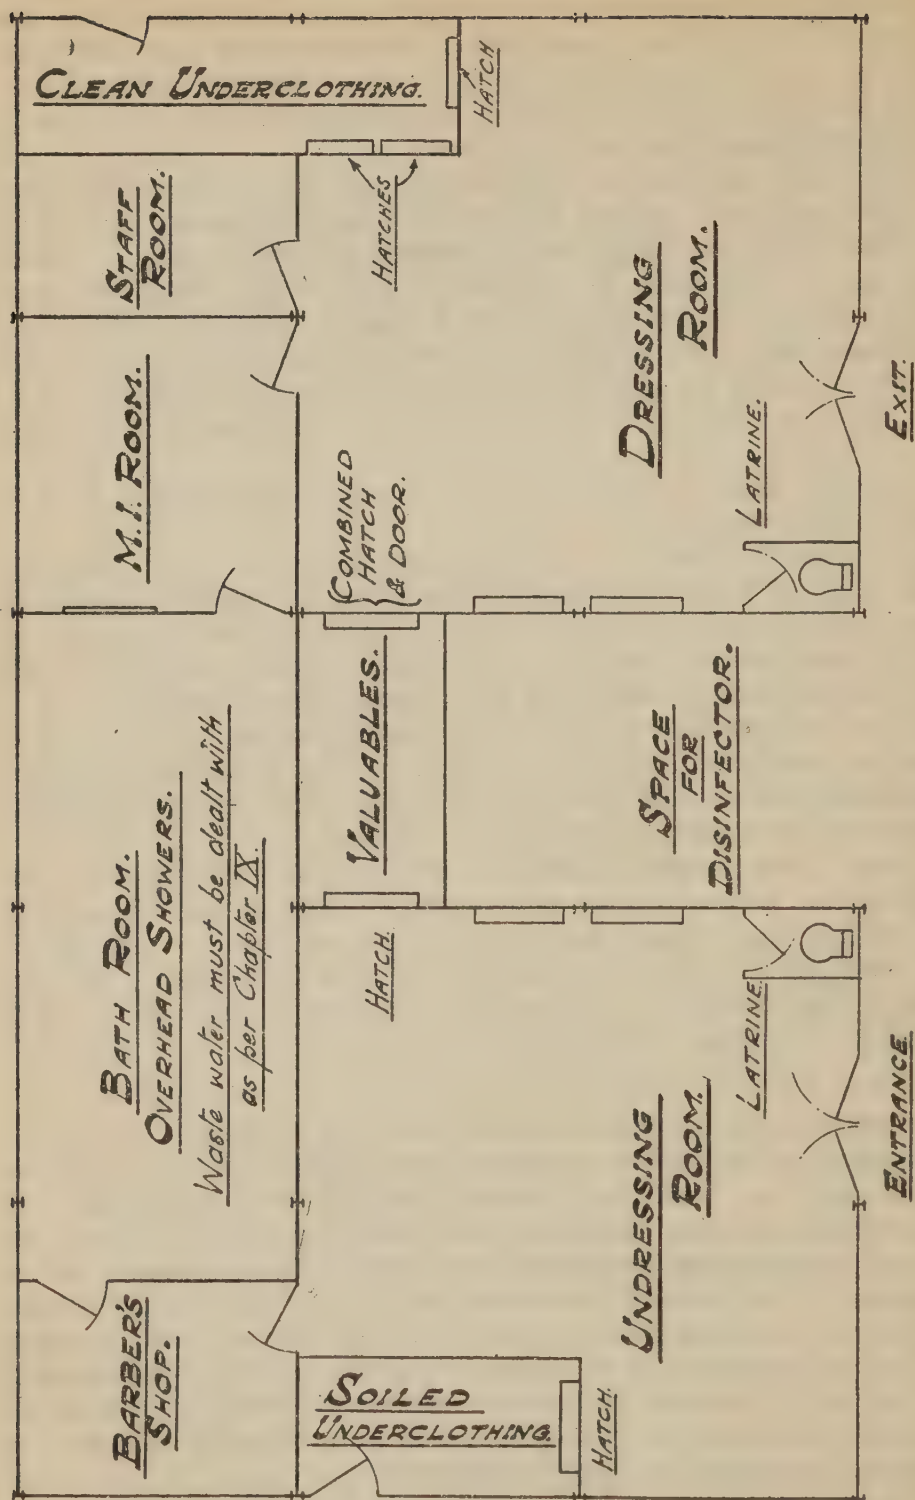 CLEAN UNDERCLOTHING.
HATCH
STAFF
ROOM.
HATCHES
M.I. ROOM.
DRESSING
ROOM.
LATRINE.
EXIT.
COMBINED
HATCH
& DOOR.
BATH ROOM.
OVERHEAD SHOWERS.
Waste water must be dealt with
as per Chapter IX.
VALUABLES.
SPACE
FOR
DISINFECTOR.
HATCH.
LATRINE.
UNDRESSING
ROOM.
ENTRANCE.
BARBER'S
SHOP.
SOILED
UNDERCLOTHING.
HATCH.